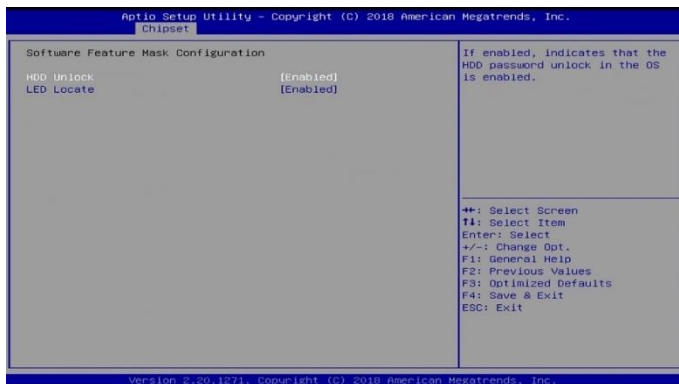 Aptio Setup Utility – Copyright (C) 2018 American Megatrends, Inc.
Chipset
Software Feature Mask Configuration
HDD Unlock [Enabled]
LED Locate [Enabled]
If enabled, indicates that the
HDD password unlock in the OS
is enabled.
↔: Select Screen
↑↓: Select Item
Enter: Select
+/-: Change Opt.
F1: General Help
F2: Previous Values
F3: Optimized Defaults
F4: Save & Exit
ESC: Exit
Version 2.20.1271. Copyright (C) 2018 American Megatrends, Inc.